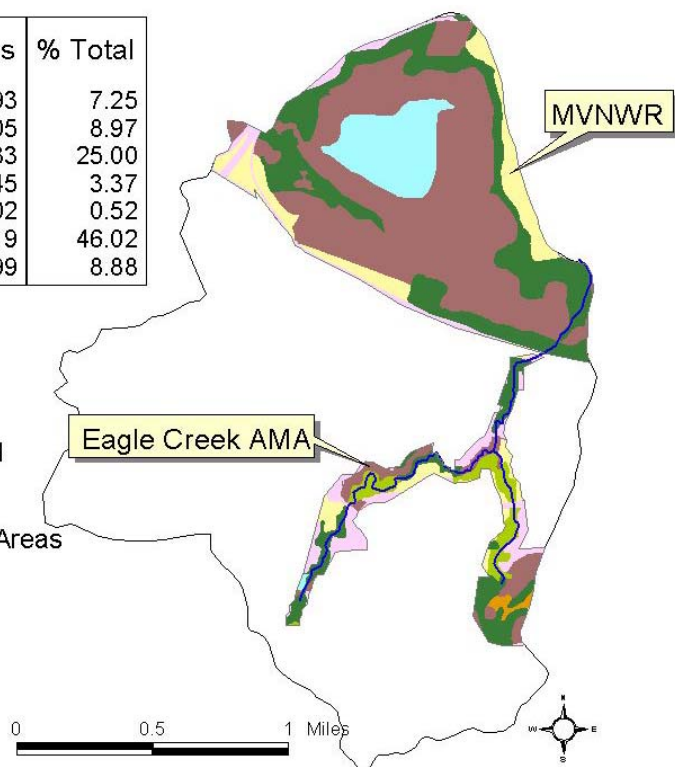 % Total
7.25
8.97
25.00
3.37
0.52
46.02
8.88
MVNWR
Eagle Creek AMA
Areas
0 0.5 1 Miles
N
W E
S